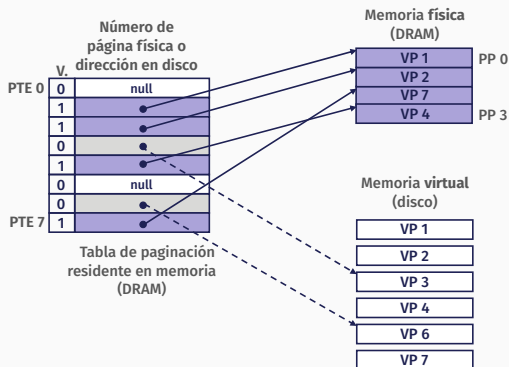 Número de
página física o
dirección en disco
V.
PTE 0 0 null
1
1
0
1
0 null
0
PTE 7 1
Tabla de paginación
residente en memoria
(DRAM)
Memoria física
(DRAM)
VP 1 PP 0
VP 2
VP 7
VP 4 PP 3
Memoria virtual
(disco)
VP 1
VP 2
VP 3
VP 4
VP 6
VP 7